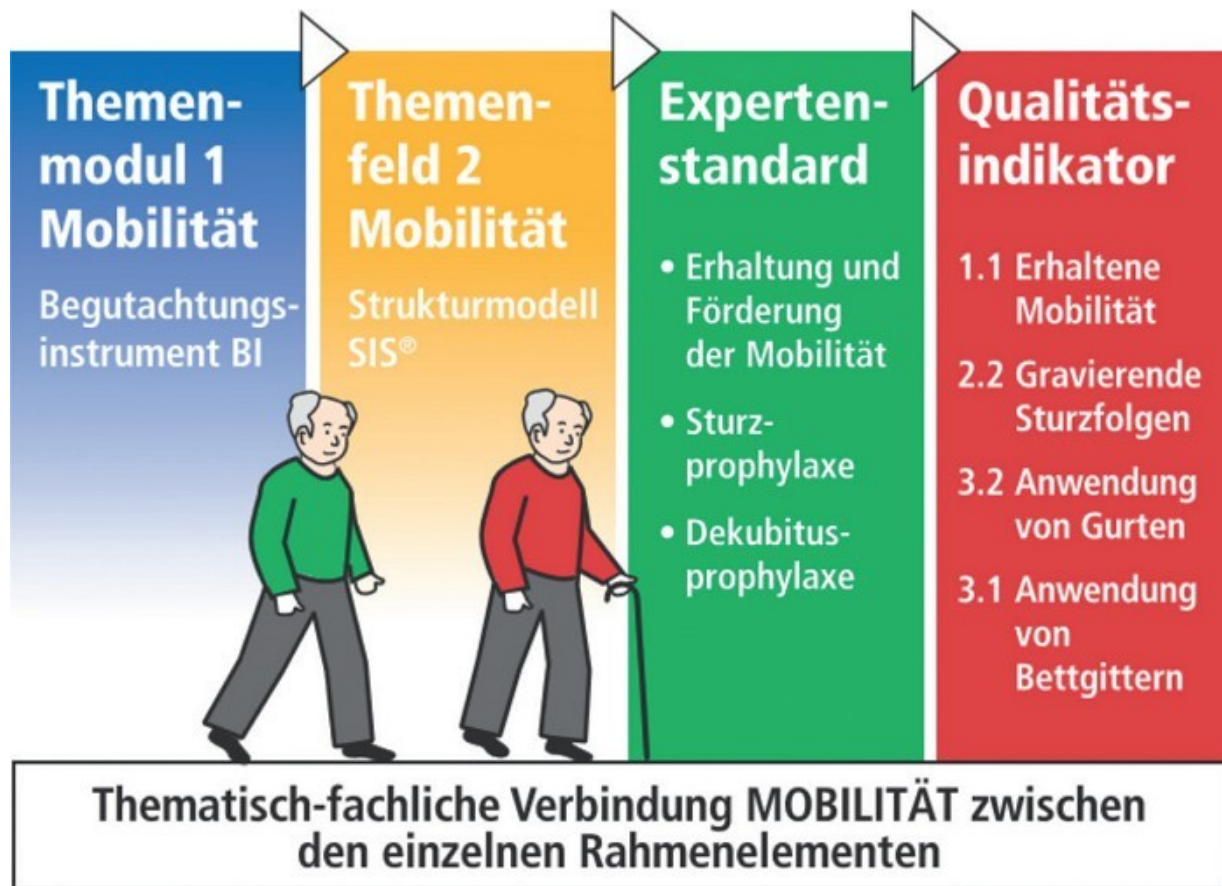 Themen-
modul 1
Mobilität
Begutachtungs-
instrument BI
Themen-
feld 2
Mobilität
Strukturmodell
SIS®
Experten-
standard
• Erhaltung und
Förderung
der Mobilität
• Sturz-
prophylaxe
• Dekubitus-
prophylaxe
Qualitäts-
indikator
1.1 Erhaltene
Mobilität
2.2 Gravierende
Sturzfolgen
3.2 Anwendung
von Gurten
3.1 Anwendung
von
Bettgittern
Thematisch-fachliche Verbindung MOBILITÄT zwischen
den einzelnen Rahmenelementen